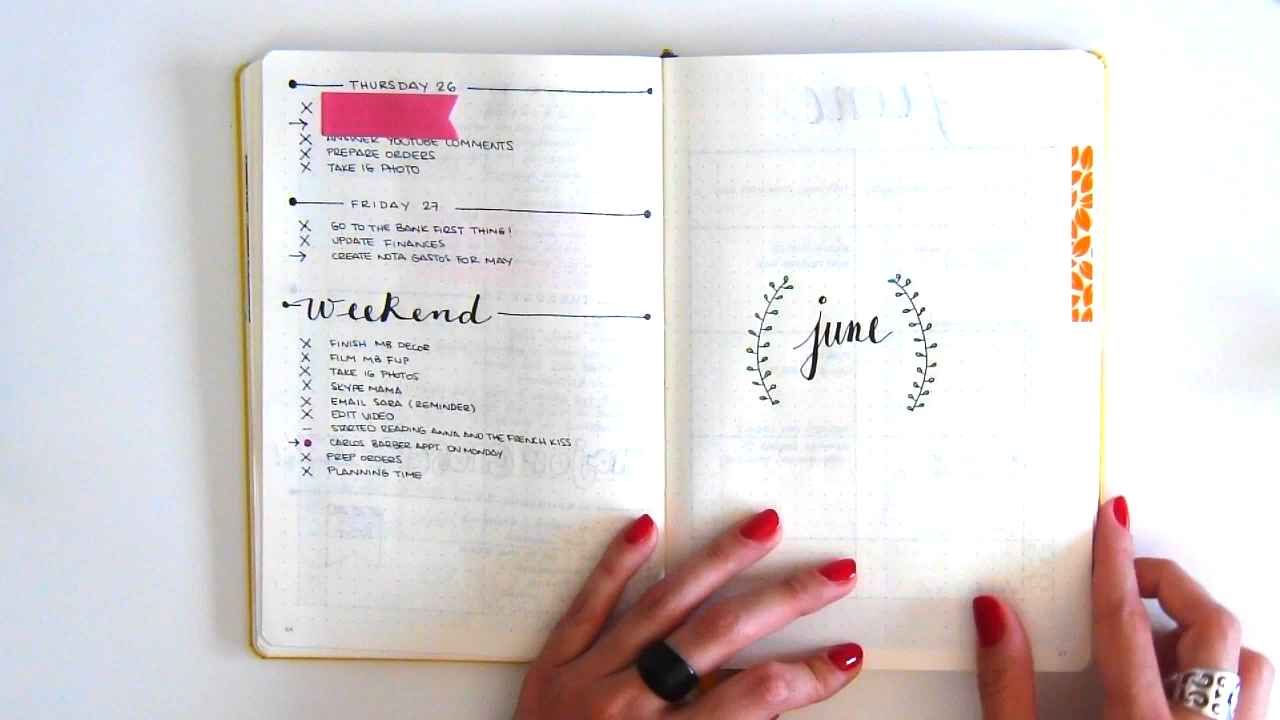 THURSDAY 26
X
→
X ANSWER YOUTUBE COMMENTS
X PREPARE ORDERS
X TAKE IG PHOTO
FRIDAY 27
X GO TO THE BANK FIRST THING!
X UPDATE FINANCES
→ CREATE NOTA GASTOS FOR MAY
weekend
X FINISH MB DECOR
X FILM MB FLIP
X TAKE IG PHOTOS
X SKYPE MAMA
X EMAIL SARA (REMINDER)
X EDIT VIDEO
– STARTED READING ANNA AND THE FRENCH KISS
→ • CARLOS BARBER APPT. ON MONDAY
X PREP ORDERS
X PLANNING TIME
64
june